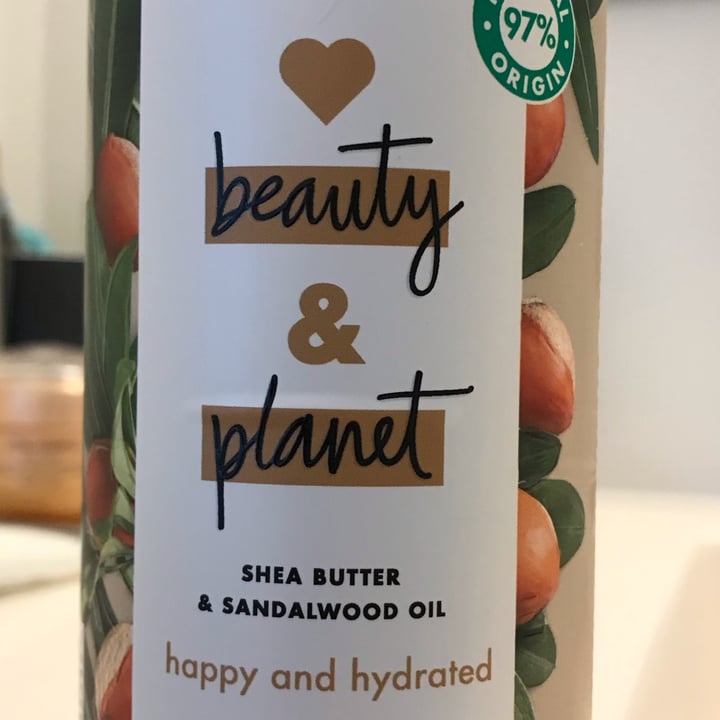 97%
ORIGIN
beauty
&
planet
SHEA BUTTER
& SANDALWOOD OIL
happy and hydrated